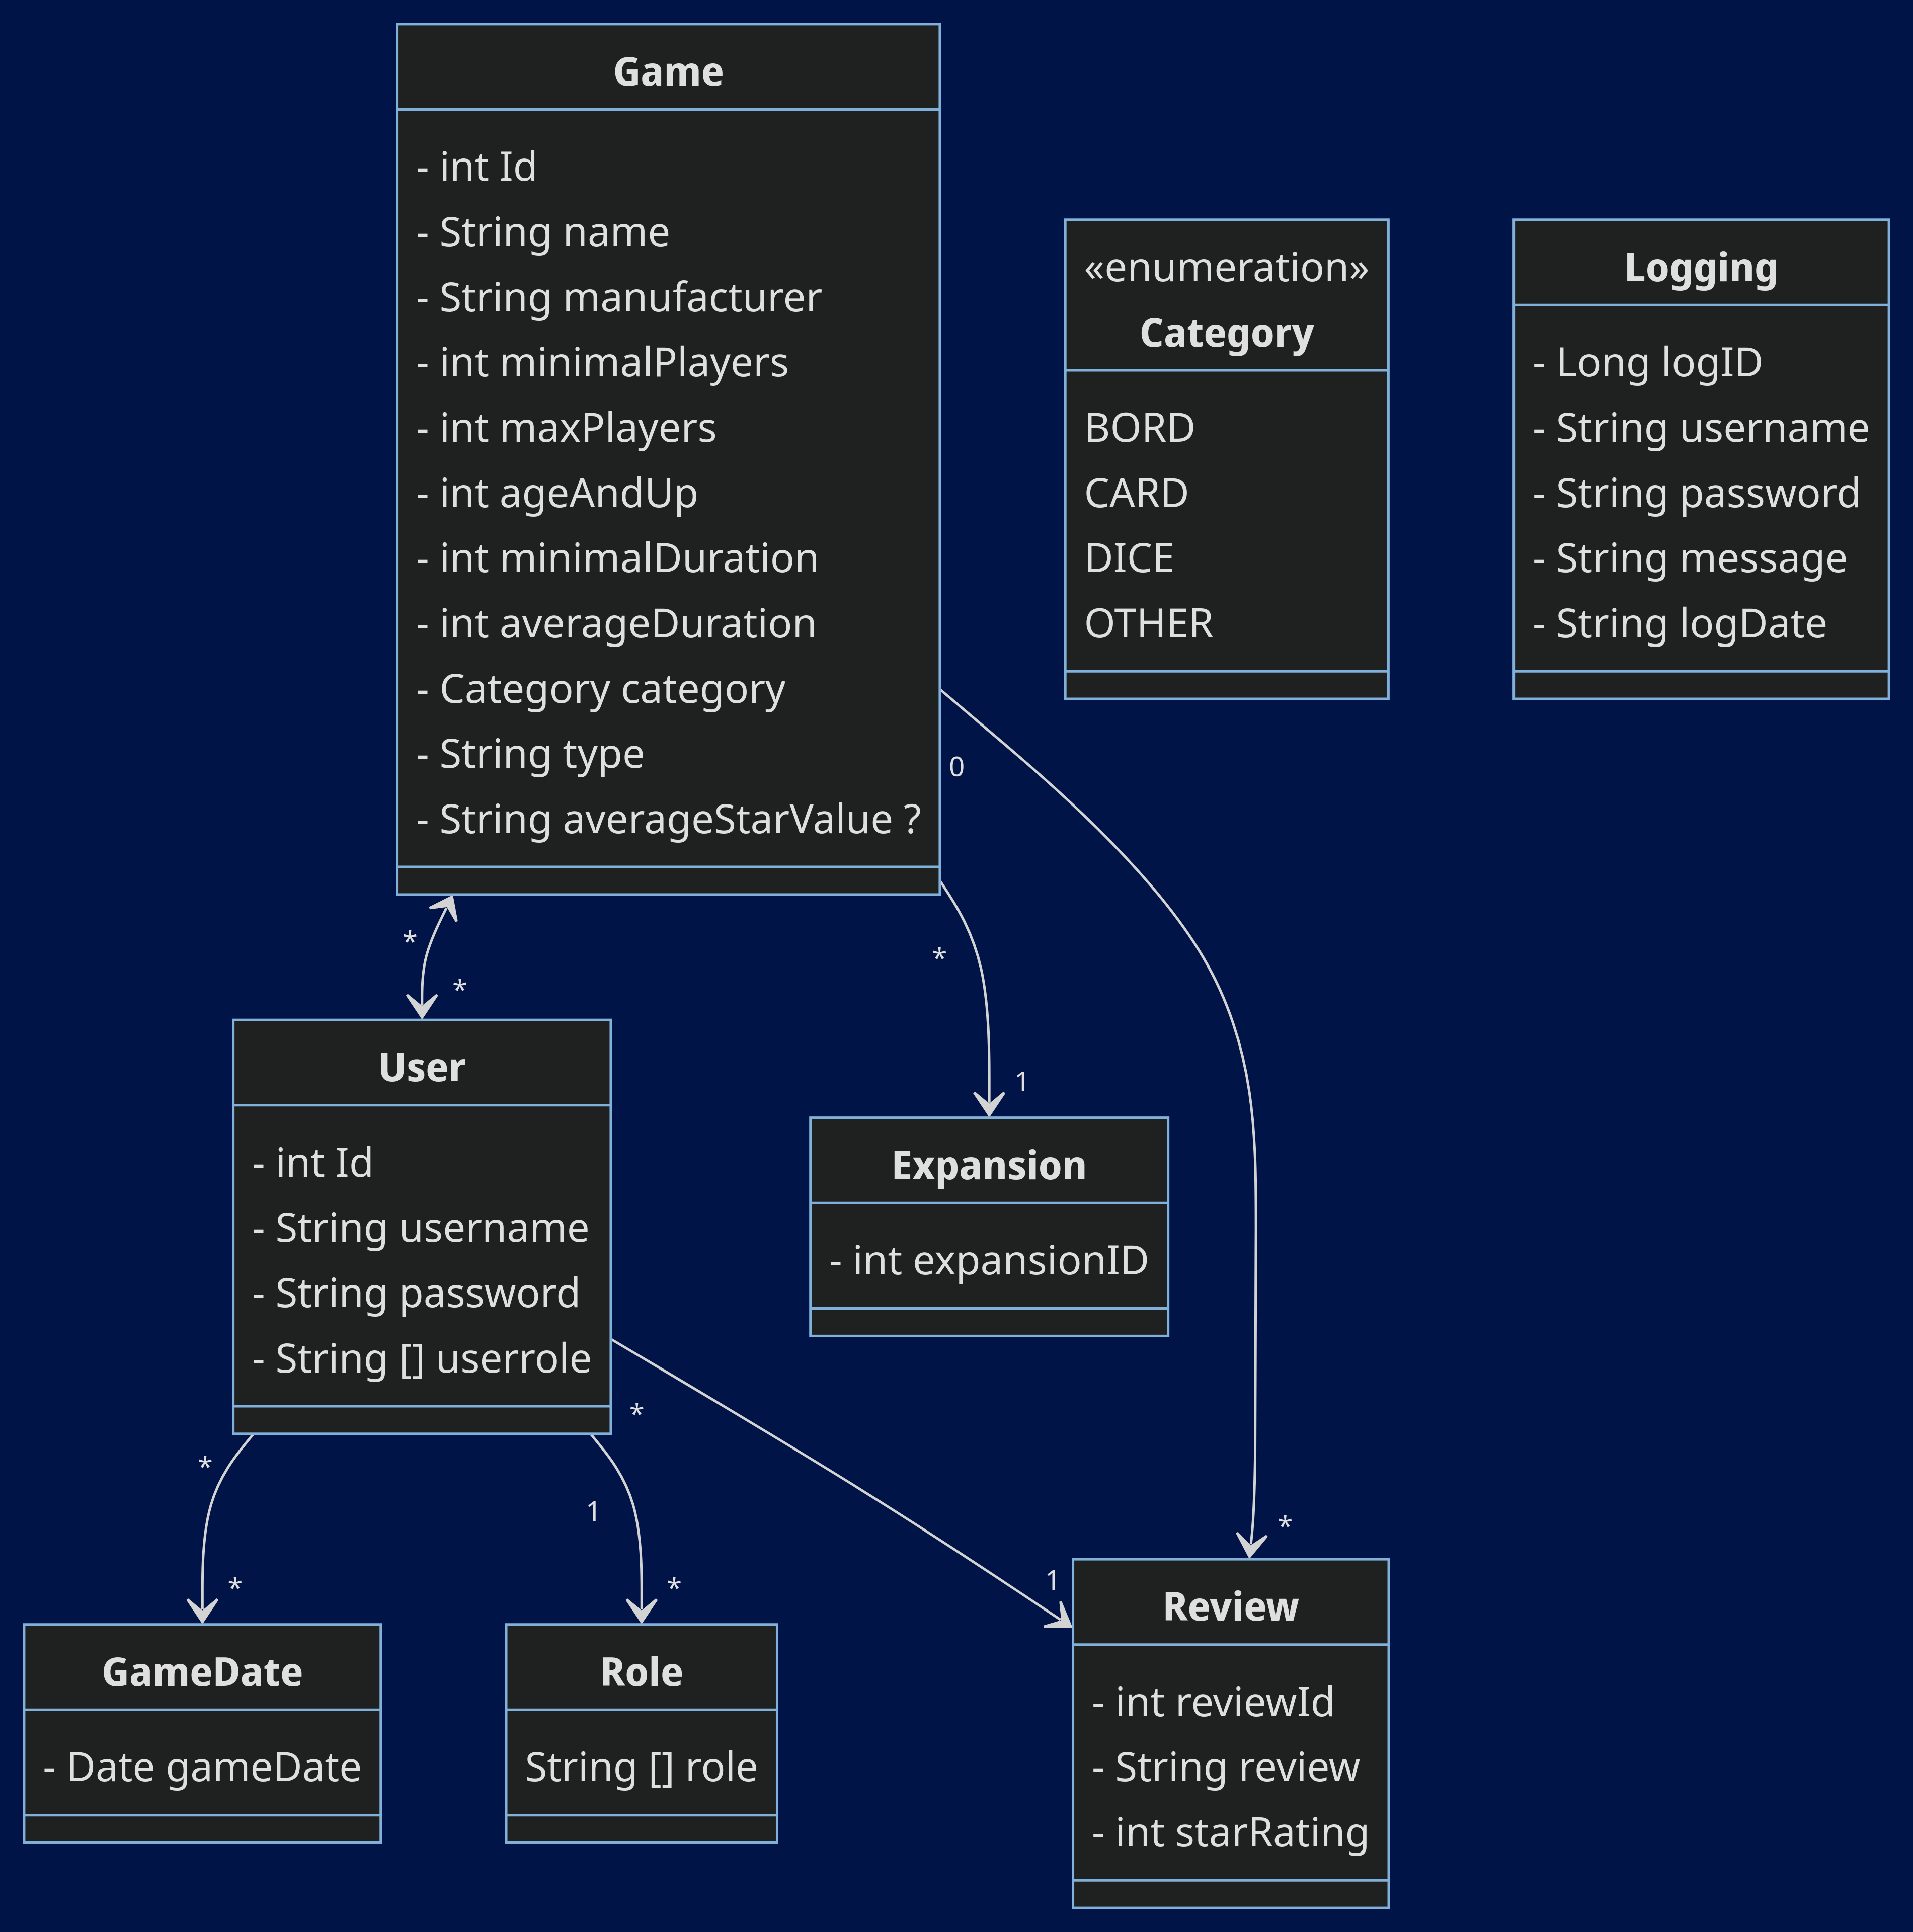 Game
- int Id
- String name
- String manufacturer
- int minimalPlayers
- int maxPlayers
- int ageAndUp
- int minimalDuration
- int averageDuration
- Category category
- String type
- String averageStarValue ?
«enumeration»
Category
BORD
CARD
DICE
OTHER
Logging
- Long logID
- String username
- String password
- String message
- String logDate
0
*
*
*
1
User
- int Id
- String username
- String password
- String [] userrole
Expansion
- int expansionID
*
*
1
*
*
1
*
GameDate
- Date gameDate
Role
String [] role
Review
- int reviewId
- String review
- int starRating